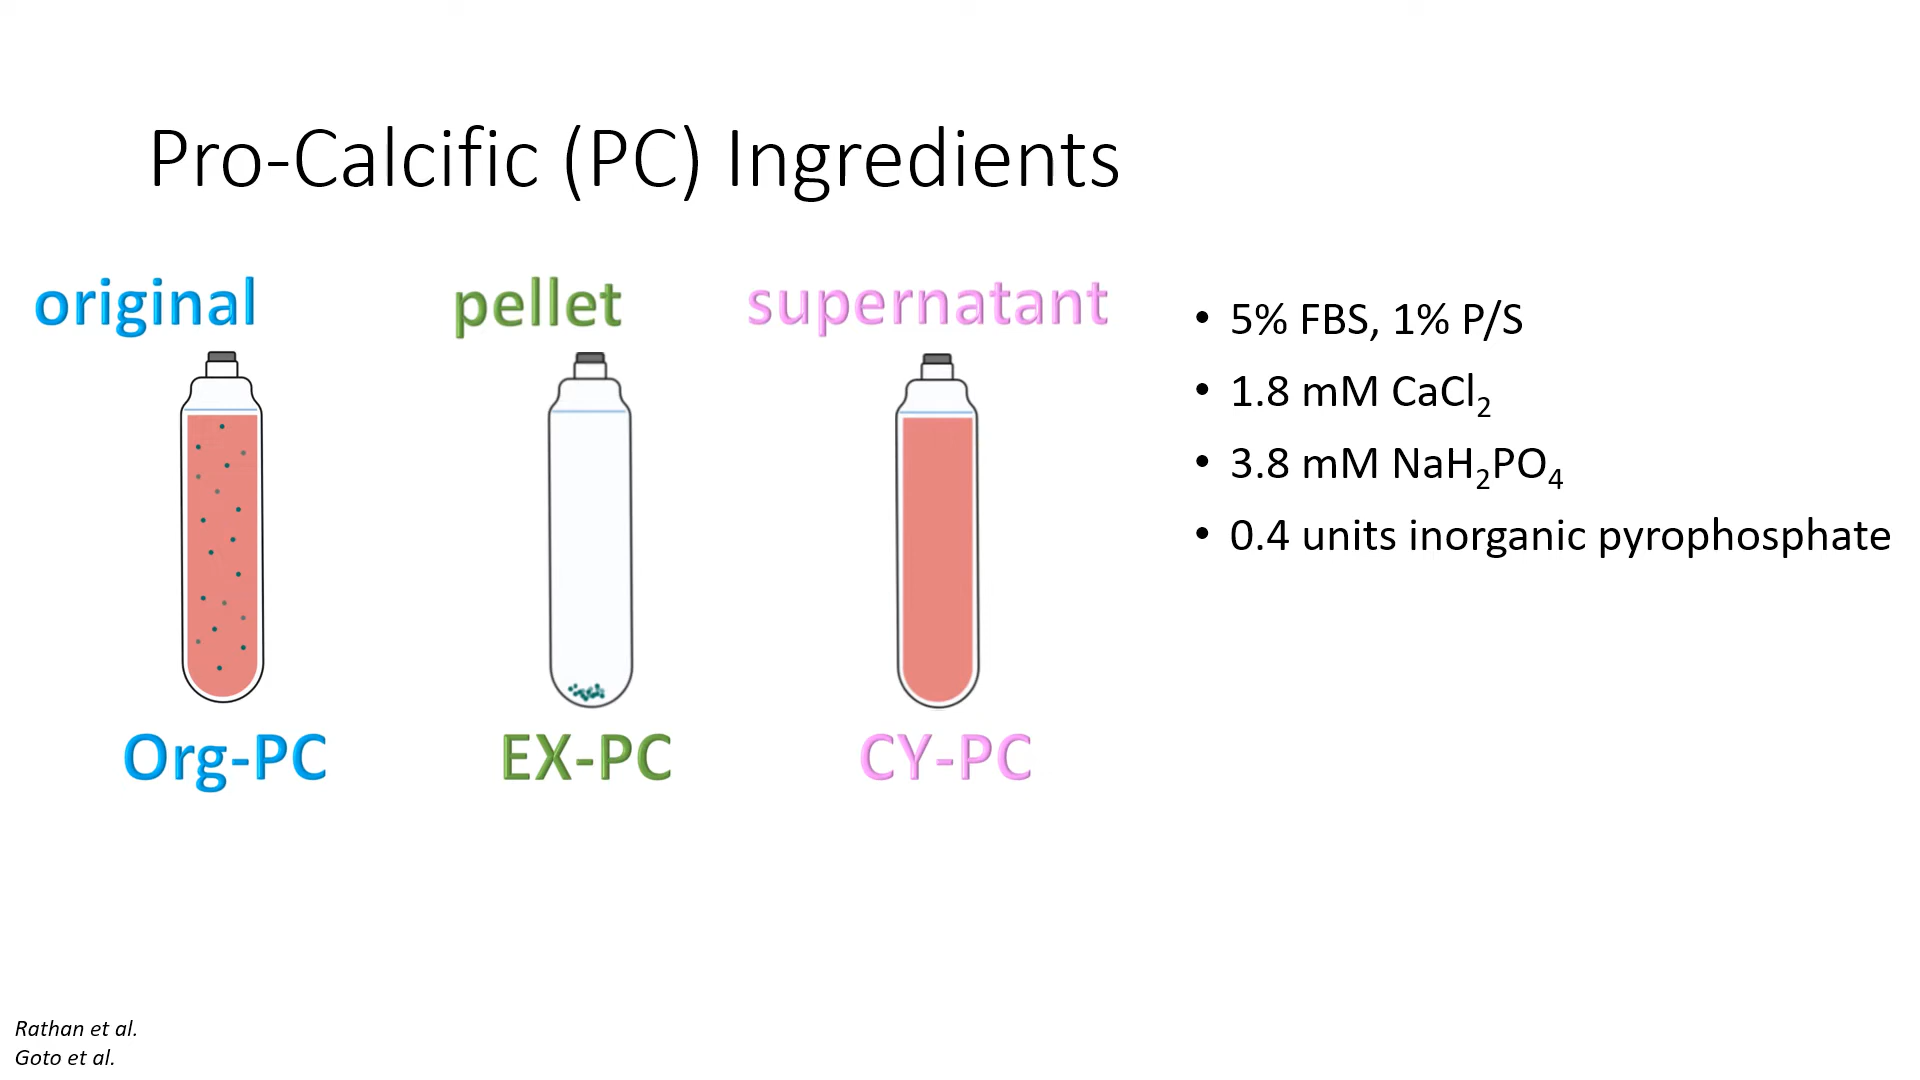 Pro-Calcific (PC) Ingredients
original
pellet
supernatant
Org-PC
EX-PC
CY-PC
• 5% FBS, 1% P/S
• 1.8 mM CaCl₂
• 3.8 mM NaH₂PO₄
• 0.4 units inorganic pyrophosphate
Rathan et al.
Goto et al.